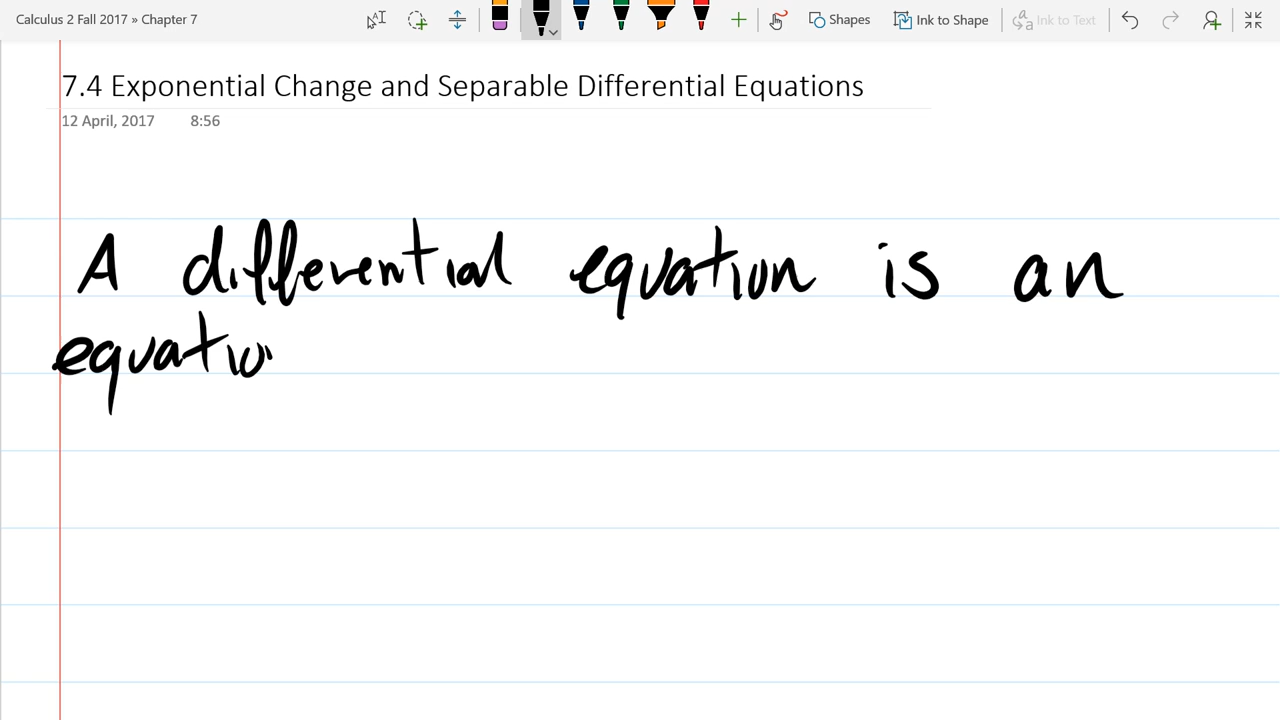 Calculus 2 Fall 2017 » Chapter 7
Shapes
Ink to Shape
Ink to Text
7.4 Exponential Change and Separable Differential Equations
12 April, 2017 8:56
A differential equation is an
equatio